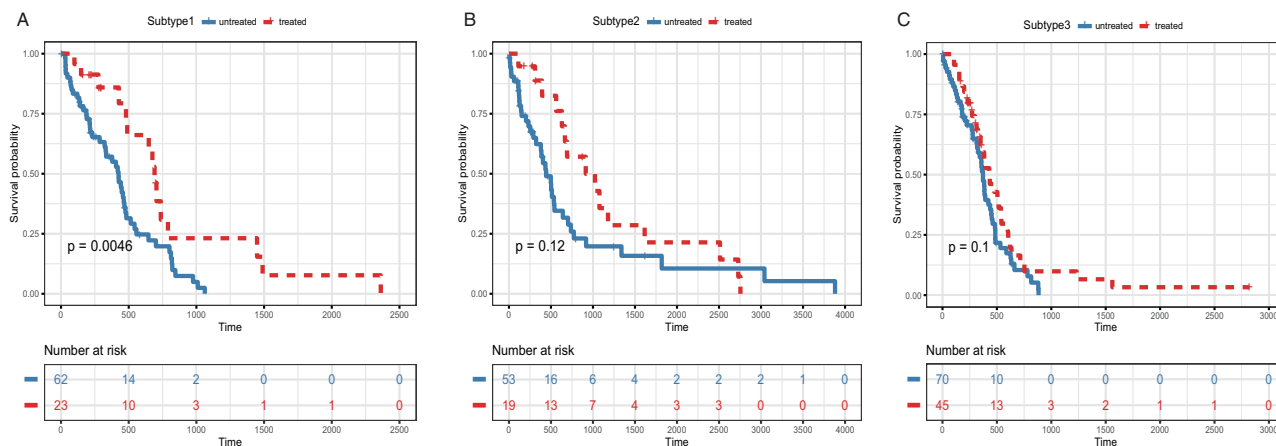 A
Subtype1 untreated treated
1.00
0.75
0.50
0.25
0.00
Survival probability
p = 0.0046
0 500 1000 1500 2000 2500
Time
Number at risk
62 14 2 0 0 0
23 10 3 1 1 0
0 500 1000 1500 2000 2500
Time
B
Subtype2 untreated treated
1.00
0.75
0.50
0.25
0.00
Survival probability
p = 0.12
0 500 1000 1500 2000 2500 3000 3500 4000
Time
Number at risk
53 16 6 4 2 2 2 1 0
19 13 7 4 3 3 0 0 0
0 500 1000 1500 2000 2500 3000 3500 4000
Time
C
Subtype3 untreated treated
1.00
0.75
0.50
0.25
0.00
Survival probability
p = 0.1
0 500 1000 1500 2000 2500 3000
Time
Number at risk
70 10 0 0 0 0 0
45 13 3 2 1 1 0
0 500 1000 1500 2000 2500 3000
Time